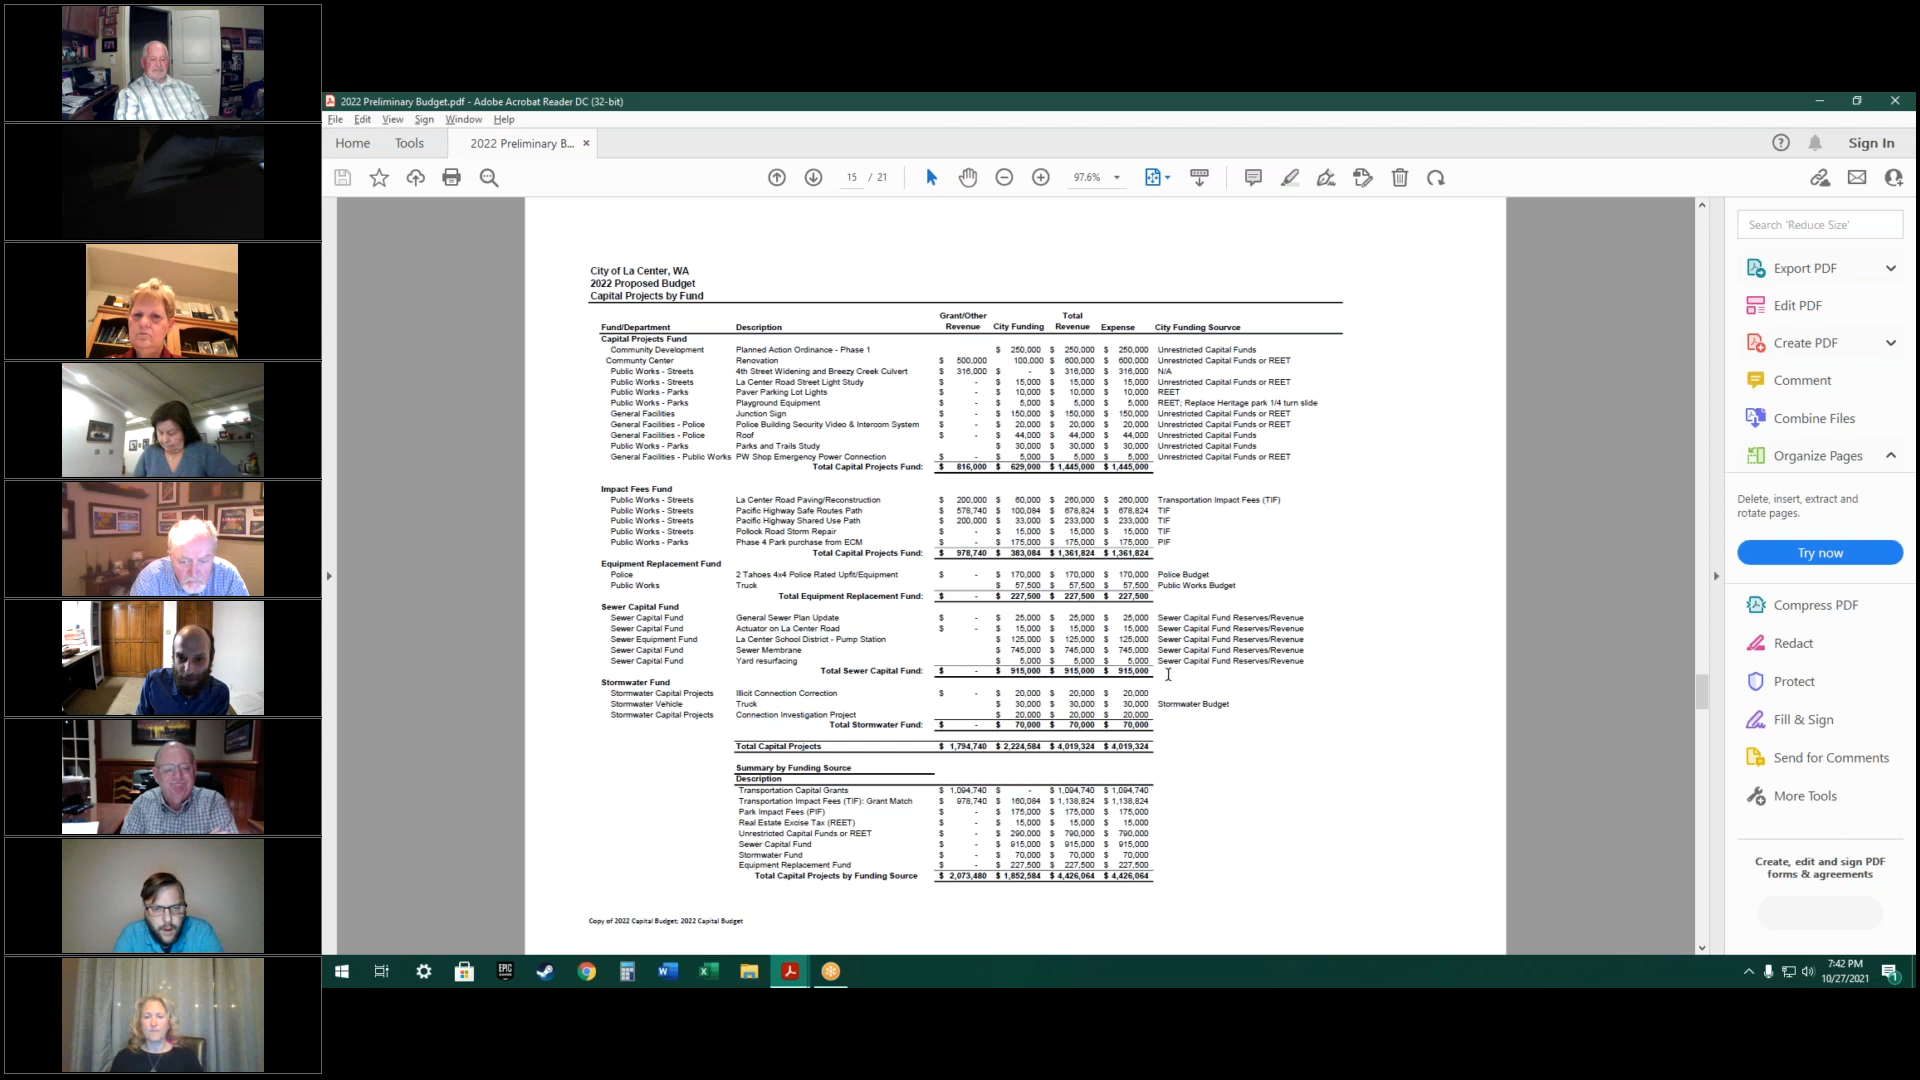 2022 Preliminary Budget.pdf - Adobe Acrobat Reader DC (32-bit)
File Edit View Sign Window Help
Home Tools 2022 Preliminary B... × Sign In
15 / 21 97.6%
Search 'Reduce Size'
Export PDF
Edit PDF
Create PDF
Comment
Combine Files
Organize Pages
Delete, insert, extract and
rotate pages.
Try now
Compress PDF
Redact
Protect
Fill & Sign
Send for Comments
More Tools
Create, edit and sign PDF
forms & agreements
City of La Center, WA
2022 Proposed Budget
Capital Projects by Fund
Grant/Other Total
Fund/Department Description Revenue City Funding Revenue Expense City Funding Sourvce
Capital Projects Fund
Community Development Planned Action Ordinance - Phase 1 $ 250,000 $ 250,000 $ 250,000 Unrestricted Capital Funds
Communty Center Renovation $ 500,000 100,000 $ 600,000 $ 600,000 Unrestricted Capital Funds or REET
Public Works - Streets 4th Street Widening and Breezy Creek Culvert $ 316,000 $ - $ 316,000 $ 316,000 N/A
Public Works - Streets La Center Road Street Light Study $ - $ 15,000 $ 15,000 $ 15,000 Unrestricted Capital Funds or REET
Public Works - Parks Paver Parking Lot Lights $ - $ 10,000 $ 10,000 $ 10,000 REET
Public Works - Parks Playground Equipment $ - $ 5,000 $ 5,000 $ 5,000 REET; Replace Heritage park 1/4 turn slide
General Facilities Junction Sign $ - $ 150,000 $ 150,000 $ 150,000 Unrestricted Capital Funds or REET
General Facilities - Police Police Building Security Video & Intercom System $ - $ 20,000 $ 20,000 $ 20,000 Unrestricted Capital Funds or REET
General Facilities - Police Roof $ - $ 44,000 $ 44,000 $ 44,000 Unrestricted Capital Funds
Public Works - Parks Parks and Trails Study $ 30,000 $ 30,000 $ 30,000 Unrestricted Capital Funds
General Facilities - Public Works PW Shop Emergency Power Connection $ - $ 5,000 $ 5,000 $ 5,000 Unrestricted Capital Funds or REET
Total Capital Projects Fund: $ 816,000 $ 629,000 $ 1,445,000 $ 1,445,000
Impact Fees Fund
Public Works - Streets La Center Road Paving/Reconstruction $ 200,000 $ 60,000 $ 260,000 $ 260,000 Transportation Impact Fees (TIF)
Public Works - Streets Pacific Highway Safe Routes Path $ 578,740 $ 100,084 $ 678,824 $ 678,824 TIF
Public Works - Streets Pacific Highway Shared Use Path $ 200,000 $ 33,000 $ 233,000 $ 233,000 TIF
Public Works - Streets Pollock Road Storm Repair $ - $ 15,000 $ 15,000 $ 15,000 TIF
Public Works - Parks Phase 4 Park purchase from ECM $ - $ 175,000 $ 175,000 $ 175,000 PIF
Total Capital Projects Fund: $ 978,740 $ 383,084 $ 1,361,824 $ 1,361,824
Equipment Replacement Fund
Police 2 Tahoes 4x4 Police Rated Upfit/Equipment $ - $ 170,000 $ 170,000 $ 170,000 Police Budget
Public Works Truck $ 57,500 $ 57,500 $ 57,500 Public Works Budget
Total Equipment Replacement Fund: $ - $ 227,500 $ 227,500 $ 227,500
Sewer Capital Fund
Sewer Capital Fund General Sewer Plan Update $ - $ 25,000 $ 25,000 $ 25,000 Sewer Capital Fund Reserves/Revenue
Sewer Capital Fund Actuator on La Center Road $ - $ 15,000 $ 15,000 $ 15,000 Sewer Capital Fund Reserves/Revenue
Sewer Equipment Fund La Center School District - Pump Station $ 125,000 $ 125,000 $ 125,000 Sewer Capital Fund Reserves/Revenue
Sewer Capital Fund Sewer Membrane $ 745,000 $ 745,000 $ 745,000 Sewer Capital Fund Reserves/Revenue
Sewer Capital Fund Yard resurfacing $ 5,000 $ 5,000 $ 5,000 Sewer Capital Fund Reserves/Revenue
Total Sewer Capital Fund: $ - $ 915,000 $ 915,000 $ 915,000
Stormwater Fund
Stormwater Capital Projects Illicit Connection Correction $ - $ 20,000 $ 20,000 $ 20,000
Stormwater Vehicle Truck $ 30,000 $ 30,000 $ 30,000 Stormwater Budget
Stormwater Capital Projects Connection Investigation Project $ 20,000 $ 20,000 $ 20,000
Total Stormwater Fund: $ - $ 70,000 $ 70,000 $ 70,000
Total Capital Projects $ 1,794,740 $ 2,224,584 $ 4,019,324 $ 4,019,324
Summary by Funding Source
Description
Transportation Capital Grants $ 1,094,740 $ - $ 1,094,740 $ 1,094,740
Transportation Impact Fees (TIF): Grant Match $ 978,740 $ 160,084 $ 1,138,824 $ 1,138,824
Park Impact Fees (PIF) $ - $ 175,000 $ 175,000 $ 175,000
Real Estate Excise Tax (REET) $ - $ 15,000 $ 15,000 $ 15,000
Unrestricted Capital Funds or REET $ - $ 290,000 $ 790,000 $ 790,000
Sewer Capital Fund $ - $ 915,000 $ 915,000 $ 915,000
Stormwater Fund $ - $ 70,000 $ 70,000 $ 70,000
Equipment Replacement Fund $ - $ 227,500 $ 227,500 $ 227,500
Total Capital Projects by Funding Source $ 2,073,480 $ 1,852,584 $ 4,426,064 $ 4,426,064
Copy of 2022 Capital Budget; 2022 Capital Budget
EPIC
7:42 PM
10/27/2021
1